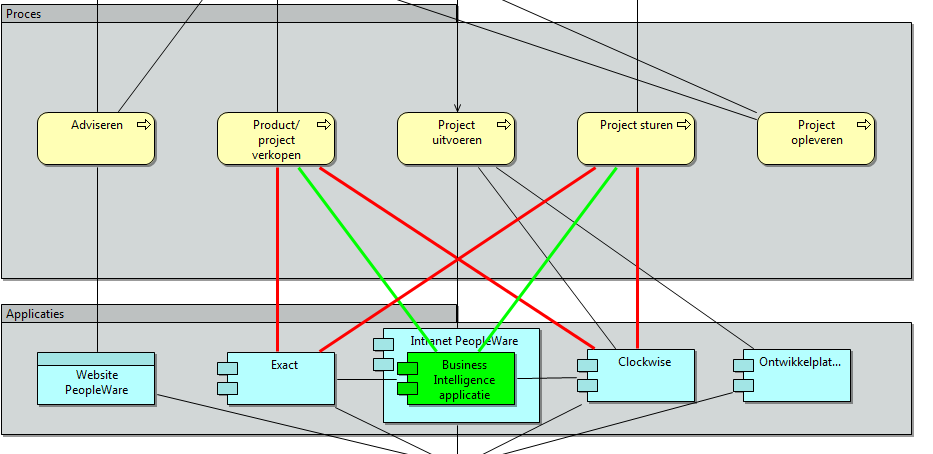 Proces
Adviseren
Product/
project
verkopen
Project
uitvoeren
Project sturen
Project
opleveren
Applicaties
Website
PeopleWare
Exact
Intranet PeopleWare
Business
Intelligence
applicatie
Clockwise
Ontwikkelplat...